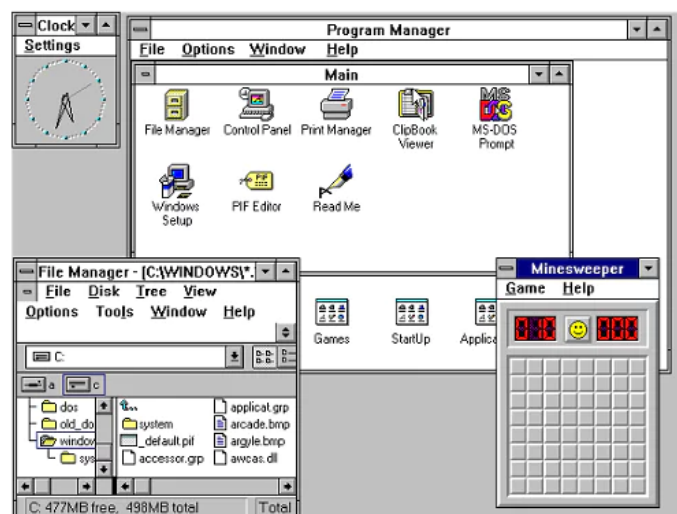 Clock
Settings
Program Manager
File Options Window Help
Main
File Manager
Control Panel
Print Manager
ClipBook Viewer
MS-DOS Prompt
Windows Setup
PIF Editor
Read Me
Games
StartUp
Applica
File Manager - [C:\WINDOWS\*.
File Disk Tree View
Options Tools Window Help
C:
a c
dos
old_do
window
sys
system
_default.pif
accessor.grp
applicat.grp
arcade.bmp
argyle.bmp
awcas.dll
C: 477MB free, 498MB total
Total
Minesweeper
Game Help